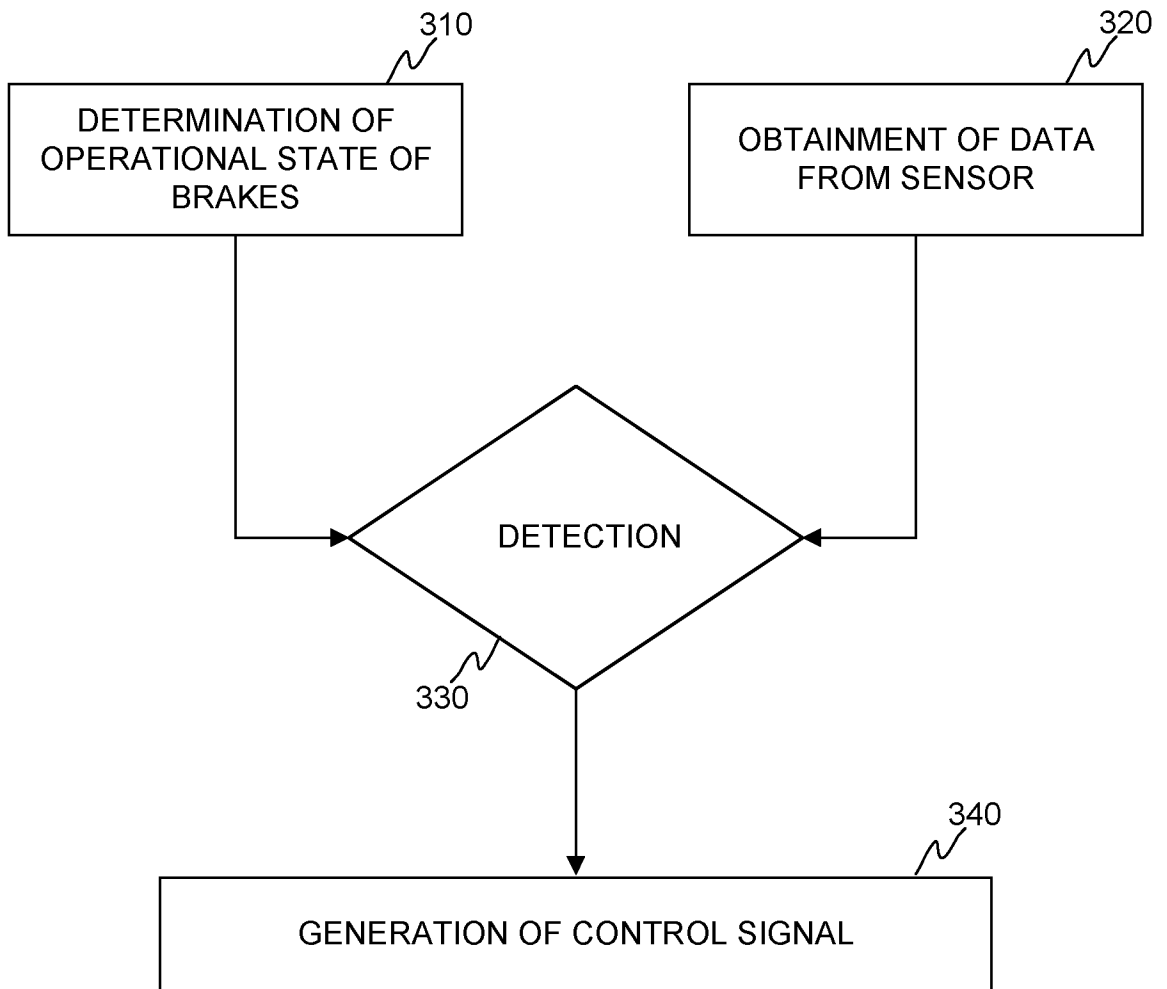 310
DETERMINATION OF
OPERATIONAL STATE OF
BRAKES
320
OBTAINMENT OF DATA
FROM SENSOR
DETECTION
330
340
GENERATION OF CONTROL SIGNAL